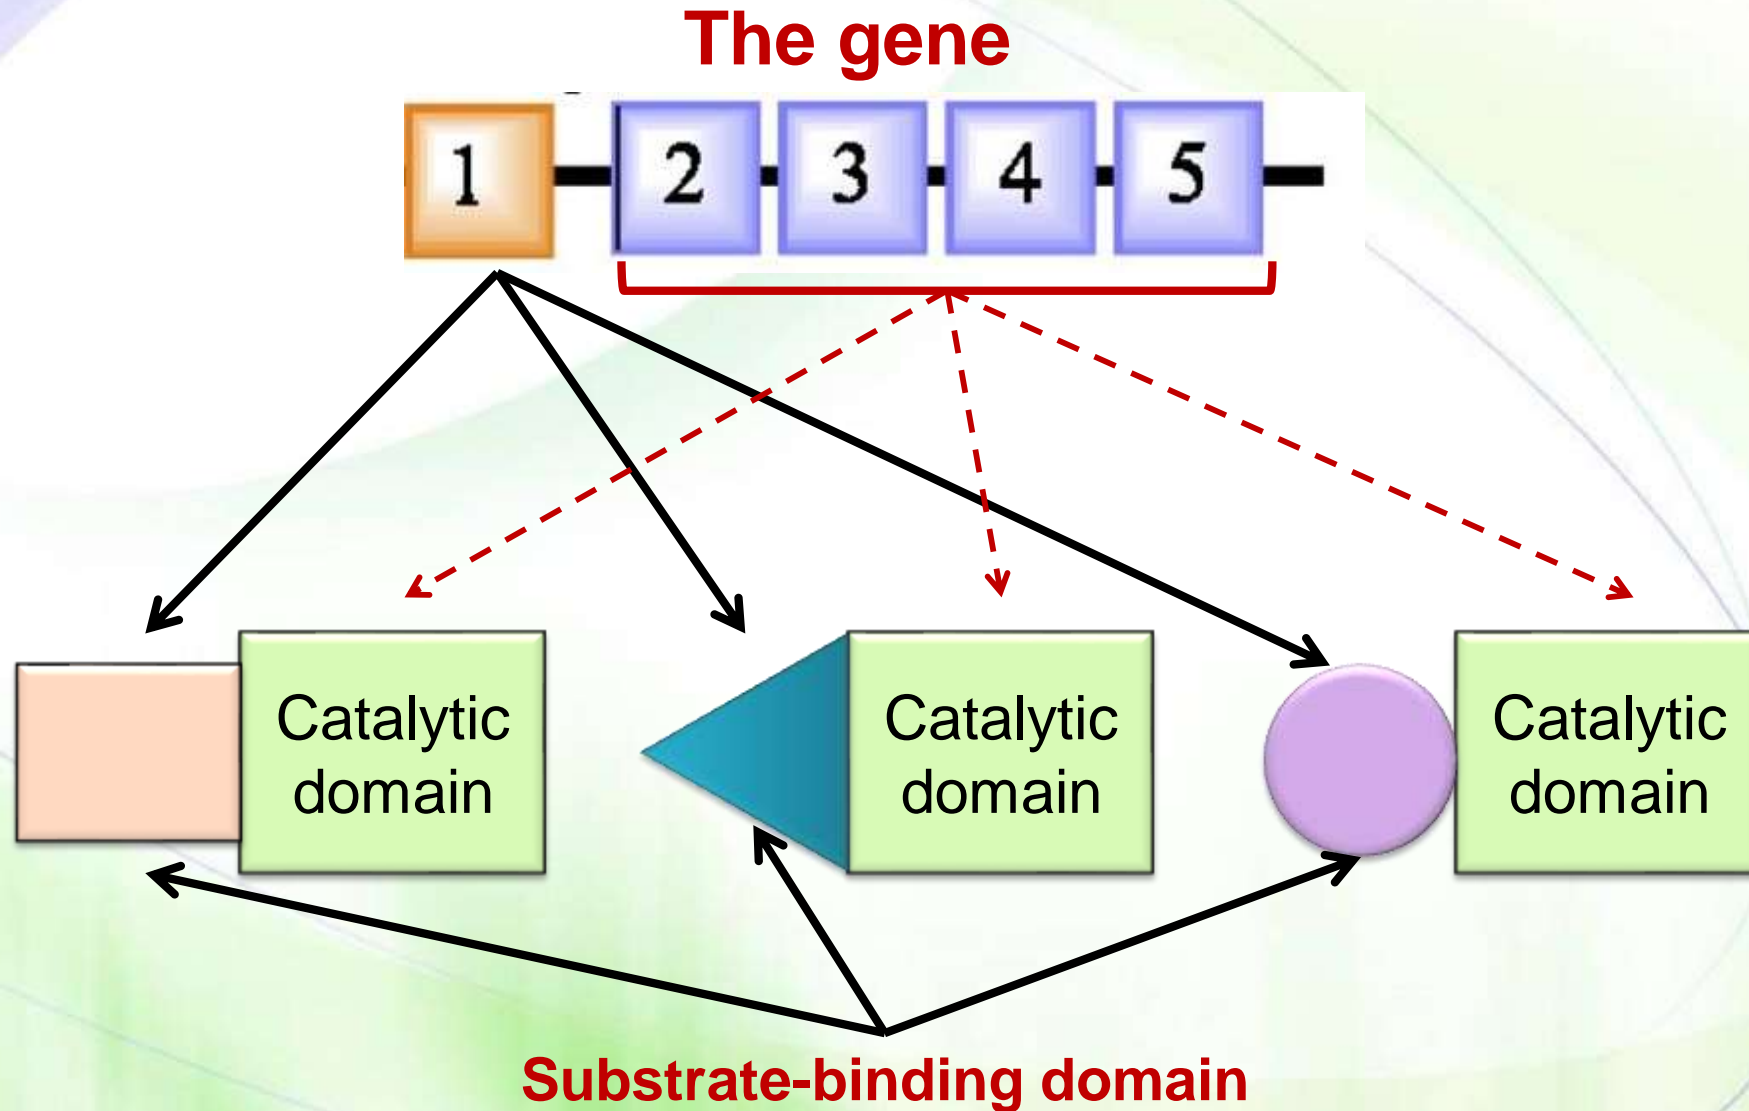 The gene
1 2 3 4 5
Catalytic domain
Catalytic domain
Catalytic domain
Substrate-binding domain